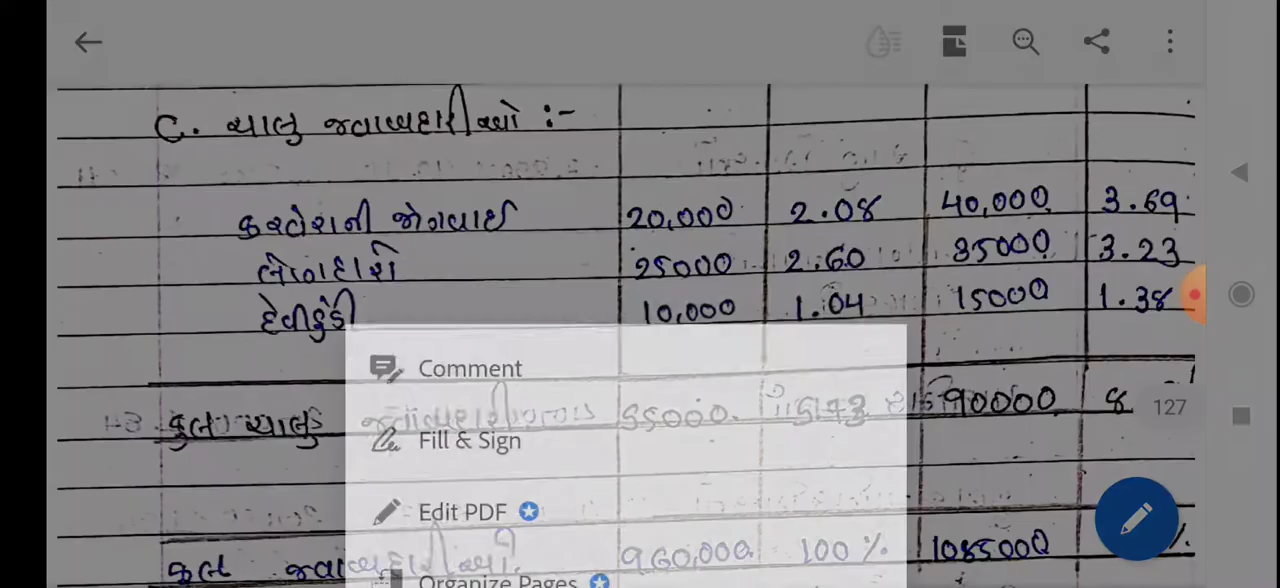 C. ચાલુ જવાબદારીઓ :-
કરવેરાની જોગવાઈ 20,000 2.08 40,000 3.69
લેણદારો 25000 2.60 35000 3.23
દેવીહુંડી 10,000 1.04 15000 1.38
Comment
કુલ ચાલુ 55000 5.73 90000 8
127
Fill & Sign
Edit PDF
કુલ જવાબદારીઓ 960,000 100 % 1085000 %
Organize Pages